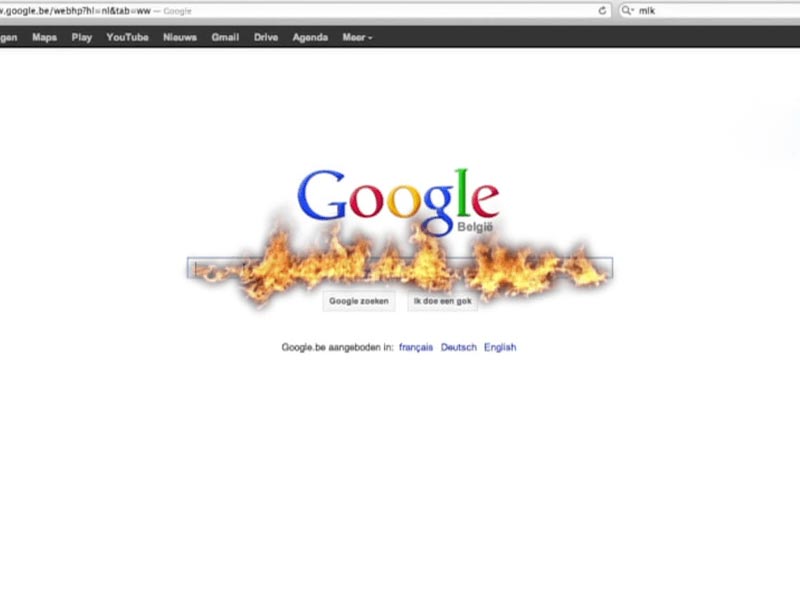 w.google.be/webhp?hl=nl&tab=ww — Google mlk
gen Maps Play YouTube Nieuws Gmail Drive Agenda Meer
Google
België
Google zoeken Ik doe een gok
Google.be aangeboden in: français Deutsch English